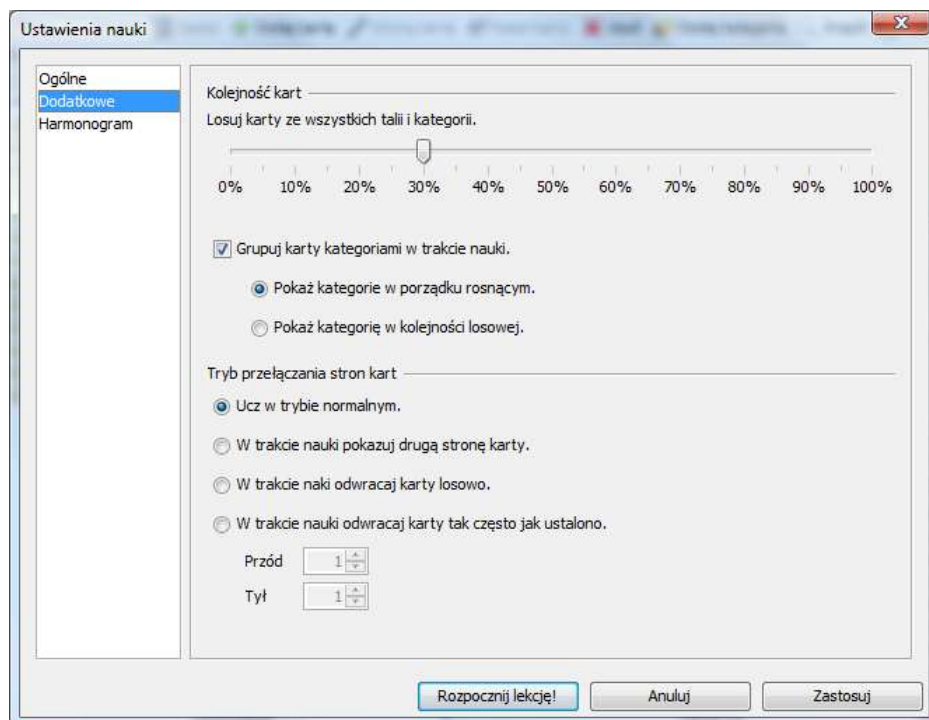 Ustawienia nauki
Ogólne
Dodatkowe
Harmonogram
Kolejność kart
Losuj karty ze wszystkich talii i kategorii.
0% 10% 20% 30% 40% 50% 60% 70% 80% 90% 100%
Grupuj karty kategoriami w trakcie nauki.
Pokaż kategorie w porządku rosnącym.
Pokaż kategorię w kolejności losowej.
Tryb przełączania stron kart
Ucz w trybie normalnym.
W trakcie nauki pokazuj drugą stronę karty.
W trakcie naki odwracaj karty losowo.
W trakcie nauki odwracaj karty tak często jak ustalono.
Przód 1
Tył 1
Rozpocznij lekcję! Anuluj Zastosuj